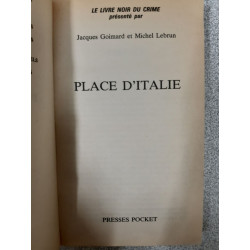 LE LIVRE NOIR DU CRIME
présenté par
Jacques Goimard et Michel Lebrun
PLACE D'ITALIE
PRESSES POCKET